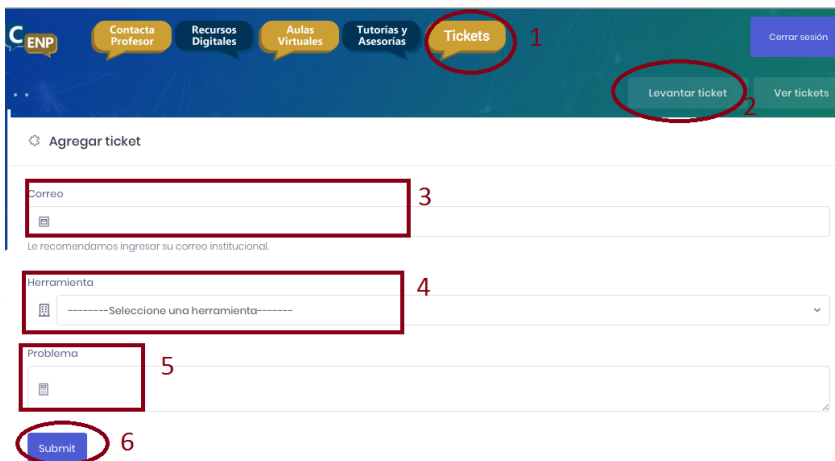 C ENP
Contacta
Profesor
Recursos
Digitales
Aulas
Virtuales
Tutorías y
Asesorías
Tickets
1
Cerrar sesión
Levantar ticket
2
Ver tickets
Agregar ticket
Correo
3
Le recomendamos ingresar su correo institucional.
Herramienta
4
--------Seleccione una herramienta-------
Problema
5
Submit
6